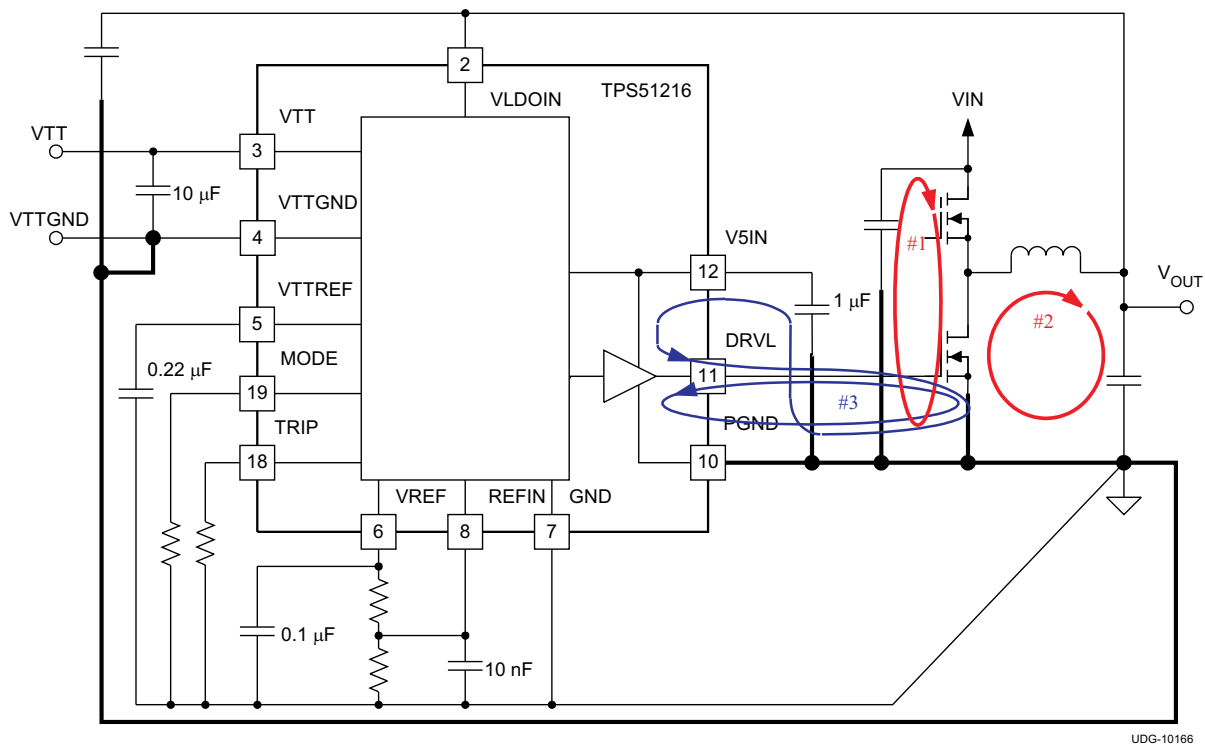 2
TPS51216
VLDOIN
VIN
VTT
VTT
3
10 µF
VTTGND
VTTGND
4
#1
V5IN
12
VTTREF
VOUT
5
1 µF
#2
MODE
DRVL
0.22 µF
11
19
#3
TRIP
PGND
18
10
VREF
REFIN
GND
6
8
7
0.1 µF
10 nF
UDG-10166